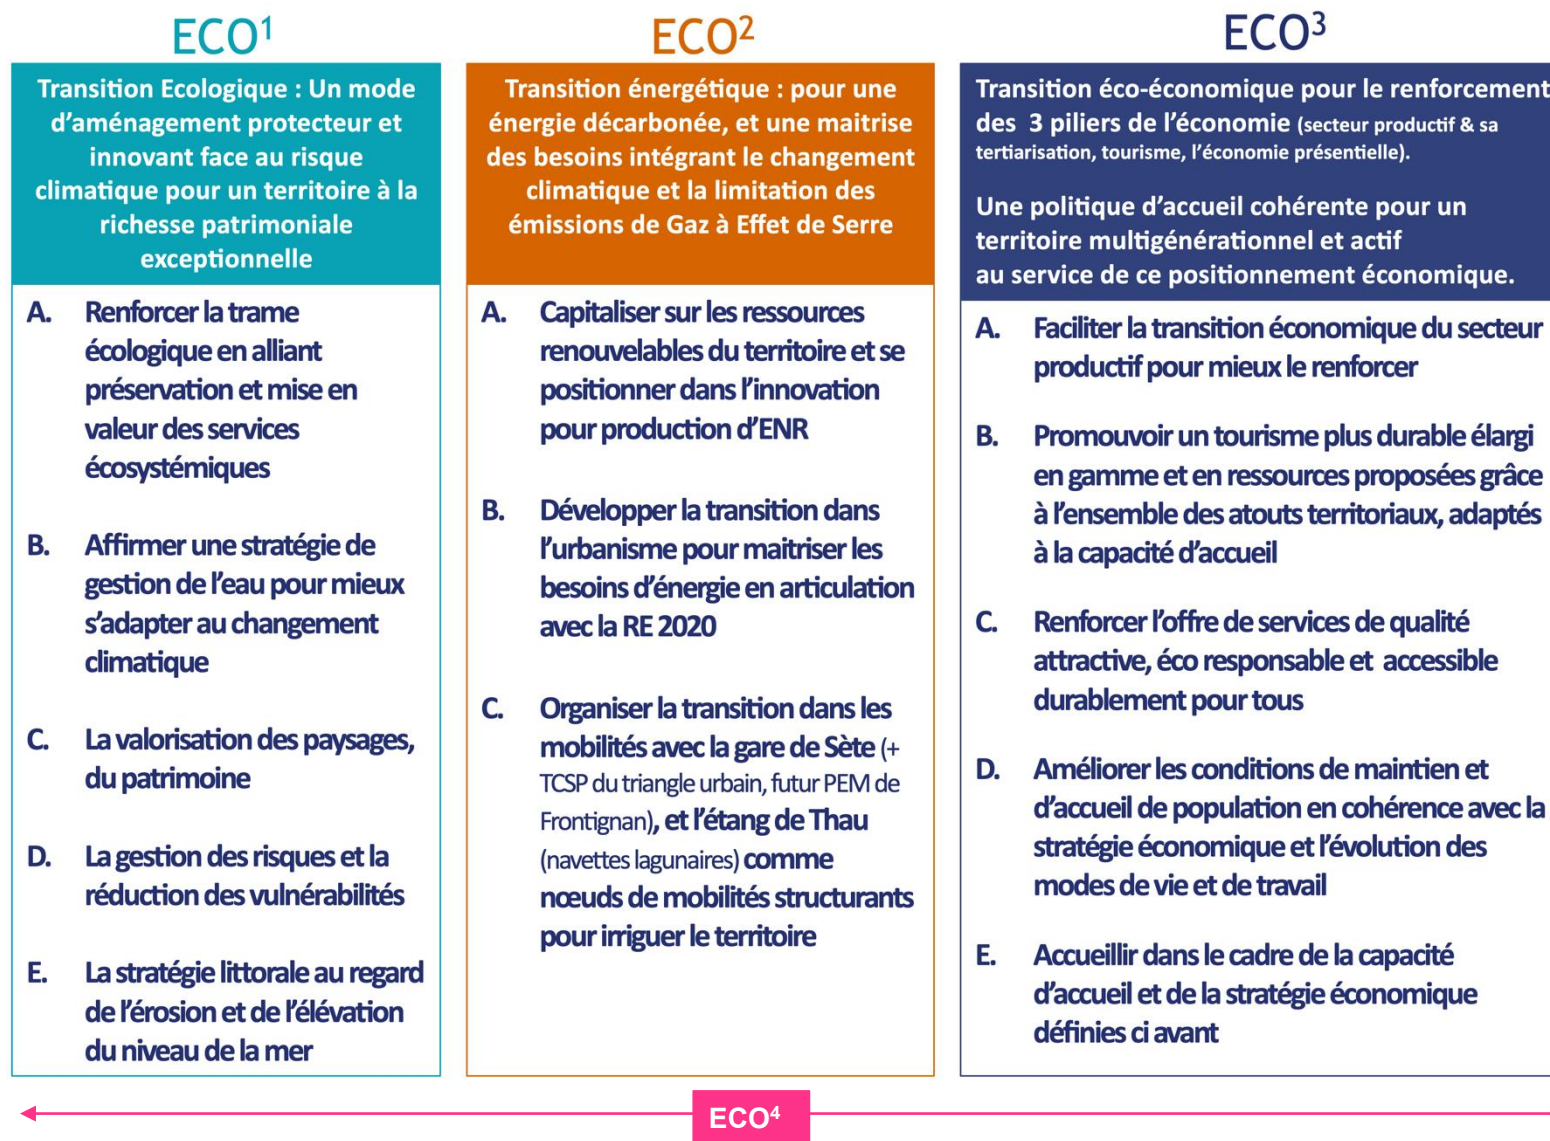 ECO¹
Transition Ecologique : Un mode
d’aménagement protecteur et
innovant face au risque
climatique pour un territoire à la
richesse patrimoniale
exceptionnelle
A. Renforcer la trame
écologique en alliant
préservation et mise en
valeur des services
écosystémiques
B. Affirmer une stratégie de
gestion de l’eau pour mieux
s’adapter au changement
climatique
C. La valorisation des paysages,
du patrimoine
D. La gestion des risques et la
réduction des vulnérabilités
E. La stratégie littorale au regard
de l’érosion et de l’élévation
du niveau de la mer
ECO²
Transition énergétique : pour une
énergie décarbonée, et une maitrise
des besoins intégrant le changement
climatique et la limitation des
émissions de Gaz à Effet de Serre
A. Capitaliser sur les ressources
renouvelables du territoire et se
positionner dans l’innovation
pour production d’ENR
B. Développer la transition dans
l’urbanisme pour maitriser les
besoins d’énergie en articulation
avec la RE 2020
C. Organiser la transition dans les
mobilités avec la gare de Sète (+
TCSP du triangle urbain, futur PEM de
Frontignan), et l’étang de Thau
(navettes lagunaires) comme
nœuds de mobilités structurants
pour irriguer le territoire
ECO³
Transition éco-économique pour le renforcement
des 3 piliers de l’économie (secteur productif & sa
tertiarisation, tourisme, l’économie présentielle).
Une politique d’accueil cohérente pour un
territoire multigénérationnel et actif
au service de ce positionnement économique.
A. Faciliter la transition économique du secteur
productif pour mieux le renforcer
B. Promouvoir un tourisme plus durable élargi
en gamme et en ressources proposées grâce
à l’ensemble des atouts territoriaux, adaptés
à la capacité d’accueil
C. Renforcer l’offre de services de qualité
attractive, éco responsable et accessible
durablement pour tous
D. Améliorer les conditions de maintien et
d’accueil de population en cohérence avec la
stratégie économique et l’évolution des
modes de vie et de travail
E. Accueillir dans le cadre de la capacité
d’accueil et de la stratégie économique
définies ci avant
ECO⁴